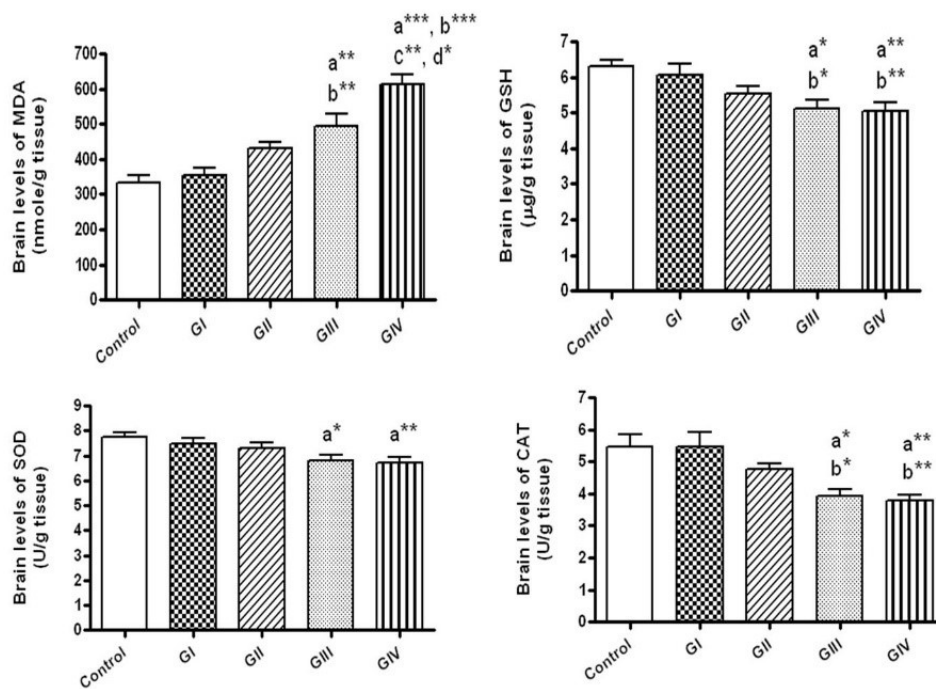 Brain levels of MDA
(nmole/g tissue)
700
600
500
400
300
200
100
0
a**
b**
a***, b***
c**, d*
Control
GI
GII
GIII
GIV
Brain levels of GSH
(µg/g tissue)
7
6
5
4
3
2
1
0
a*
b*
a**
b**
Control
GI
GII
GIII
GIV
Brain levels of SOD
(U/g tissue)
9
8
7
6
5
4
3
2
1
0
a*
a**
Control
GI
GII
GIII
GIV
Brain levels of CAT
(U/g tissue)
7
6
5
4
3
2
1
0
a*
b*
a**
b**
Control
GI
GII
GIII
GIV